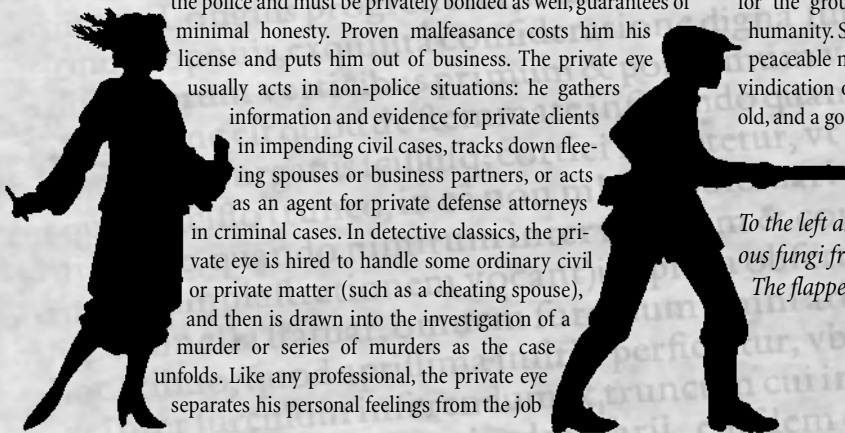 the police and must be privately bonded as well, guarantees of
minimal honesty. Proven malfeasance costs him his
license and puts him out of business. The private eye
usually acts in non-police situations: he gathers
information and evidence for private clients
in impending civil cases, tracks down flee-
ing spouses or business partners, or acts
as an agent for private defense attorneys
in criminal cases. In detective classics, the pri-
vate eye is hired to handle some ordinary civil
or private matter (such as a cheating spouse),
and then is drawn into the investigation of a
murder or series of murders as the case
unfolds. Like any professional, the private eye
separates his personal feelings from the job
for the
humanity. S
peaceable
vindication
old, and a
To the left
ous fungi
The